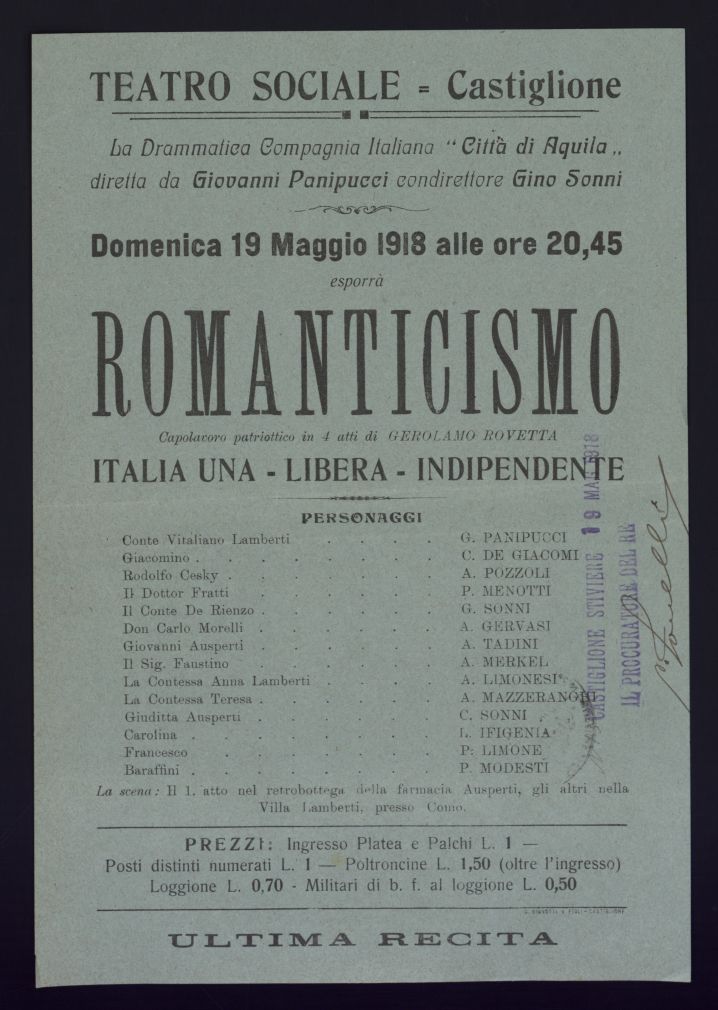 TEATRO SOCIALE = Castiglione
La Drammatica Compagnia Italiana “Città di Aquila„
diretta da Giovanni Panipucci condirettore Gino Sonni
Domenica 19 Maggio 1918 alle ore 20,45
esporrà
ROMANTICISMO
Capolavoro patriottico in 4 atti di GEROLAMO ROVETTA
ITALIA UNA - LIBERA - INDIPENDENTE
PERSONAGGI
Conte Vitaliano Lamberti . . . . G. PANIPUCCI
Giacomino . . . . . . . C. DE GIACOMI
Rodolfo Cesky . . . . . . A. POZZOLI
Il Dottor Fratti . . . . . . P. MENOTTI
Il Conte De Rienzo . . . . . . G. SONNI
Don Carlo Morelli . . . . . . A. GERVASI
Giovanni Ausperti . . . . . . A. TADINI
Il Sig. Faustino . . . . . . A. MERKEL
La Contessa Anna Lamberti . . . . A. LIMONESI
La Contessa Teresa . . . . . . A. MAZZERANGHI
Giuditta Ausperti . . . . . . C. SONNI
Carolina . . . . . . . L. IFIGENIA
Francesco . . . . . . P. LIMONE
Baraffini . . . . . . . P. MODESTI
La scena: Il 1. atto nel retrobottega della farmacia Ausperti, gli altri nella
Villa Lamberti, presso Como.
PREZZI: Ingresso Platea e Palchi L. 1 —
Posti distinti numerati L. 1 — Poltroncine L. 1,50 (oltre l'ingresso)
Loggione L. 0,70 - Militari di b. f. al loggione L. 0,50
ULTIMA RECITA
CASTIGLIONE STIVIERE 19 MAG 1918
IL PROCURATORE DEL RE